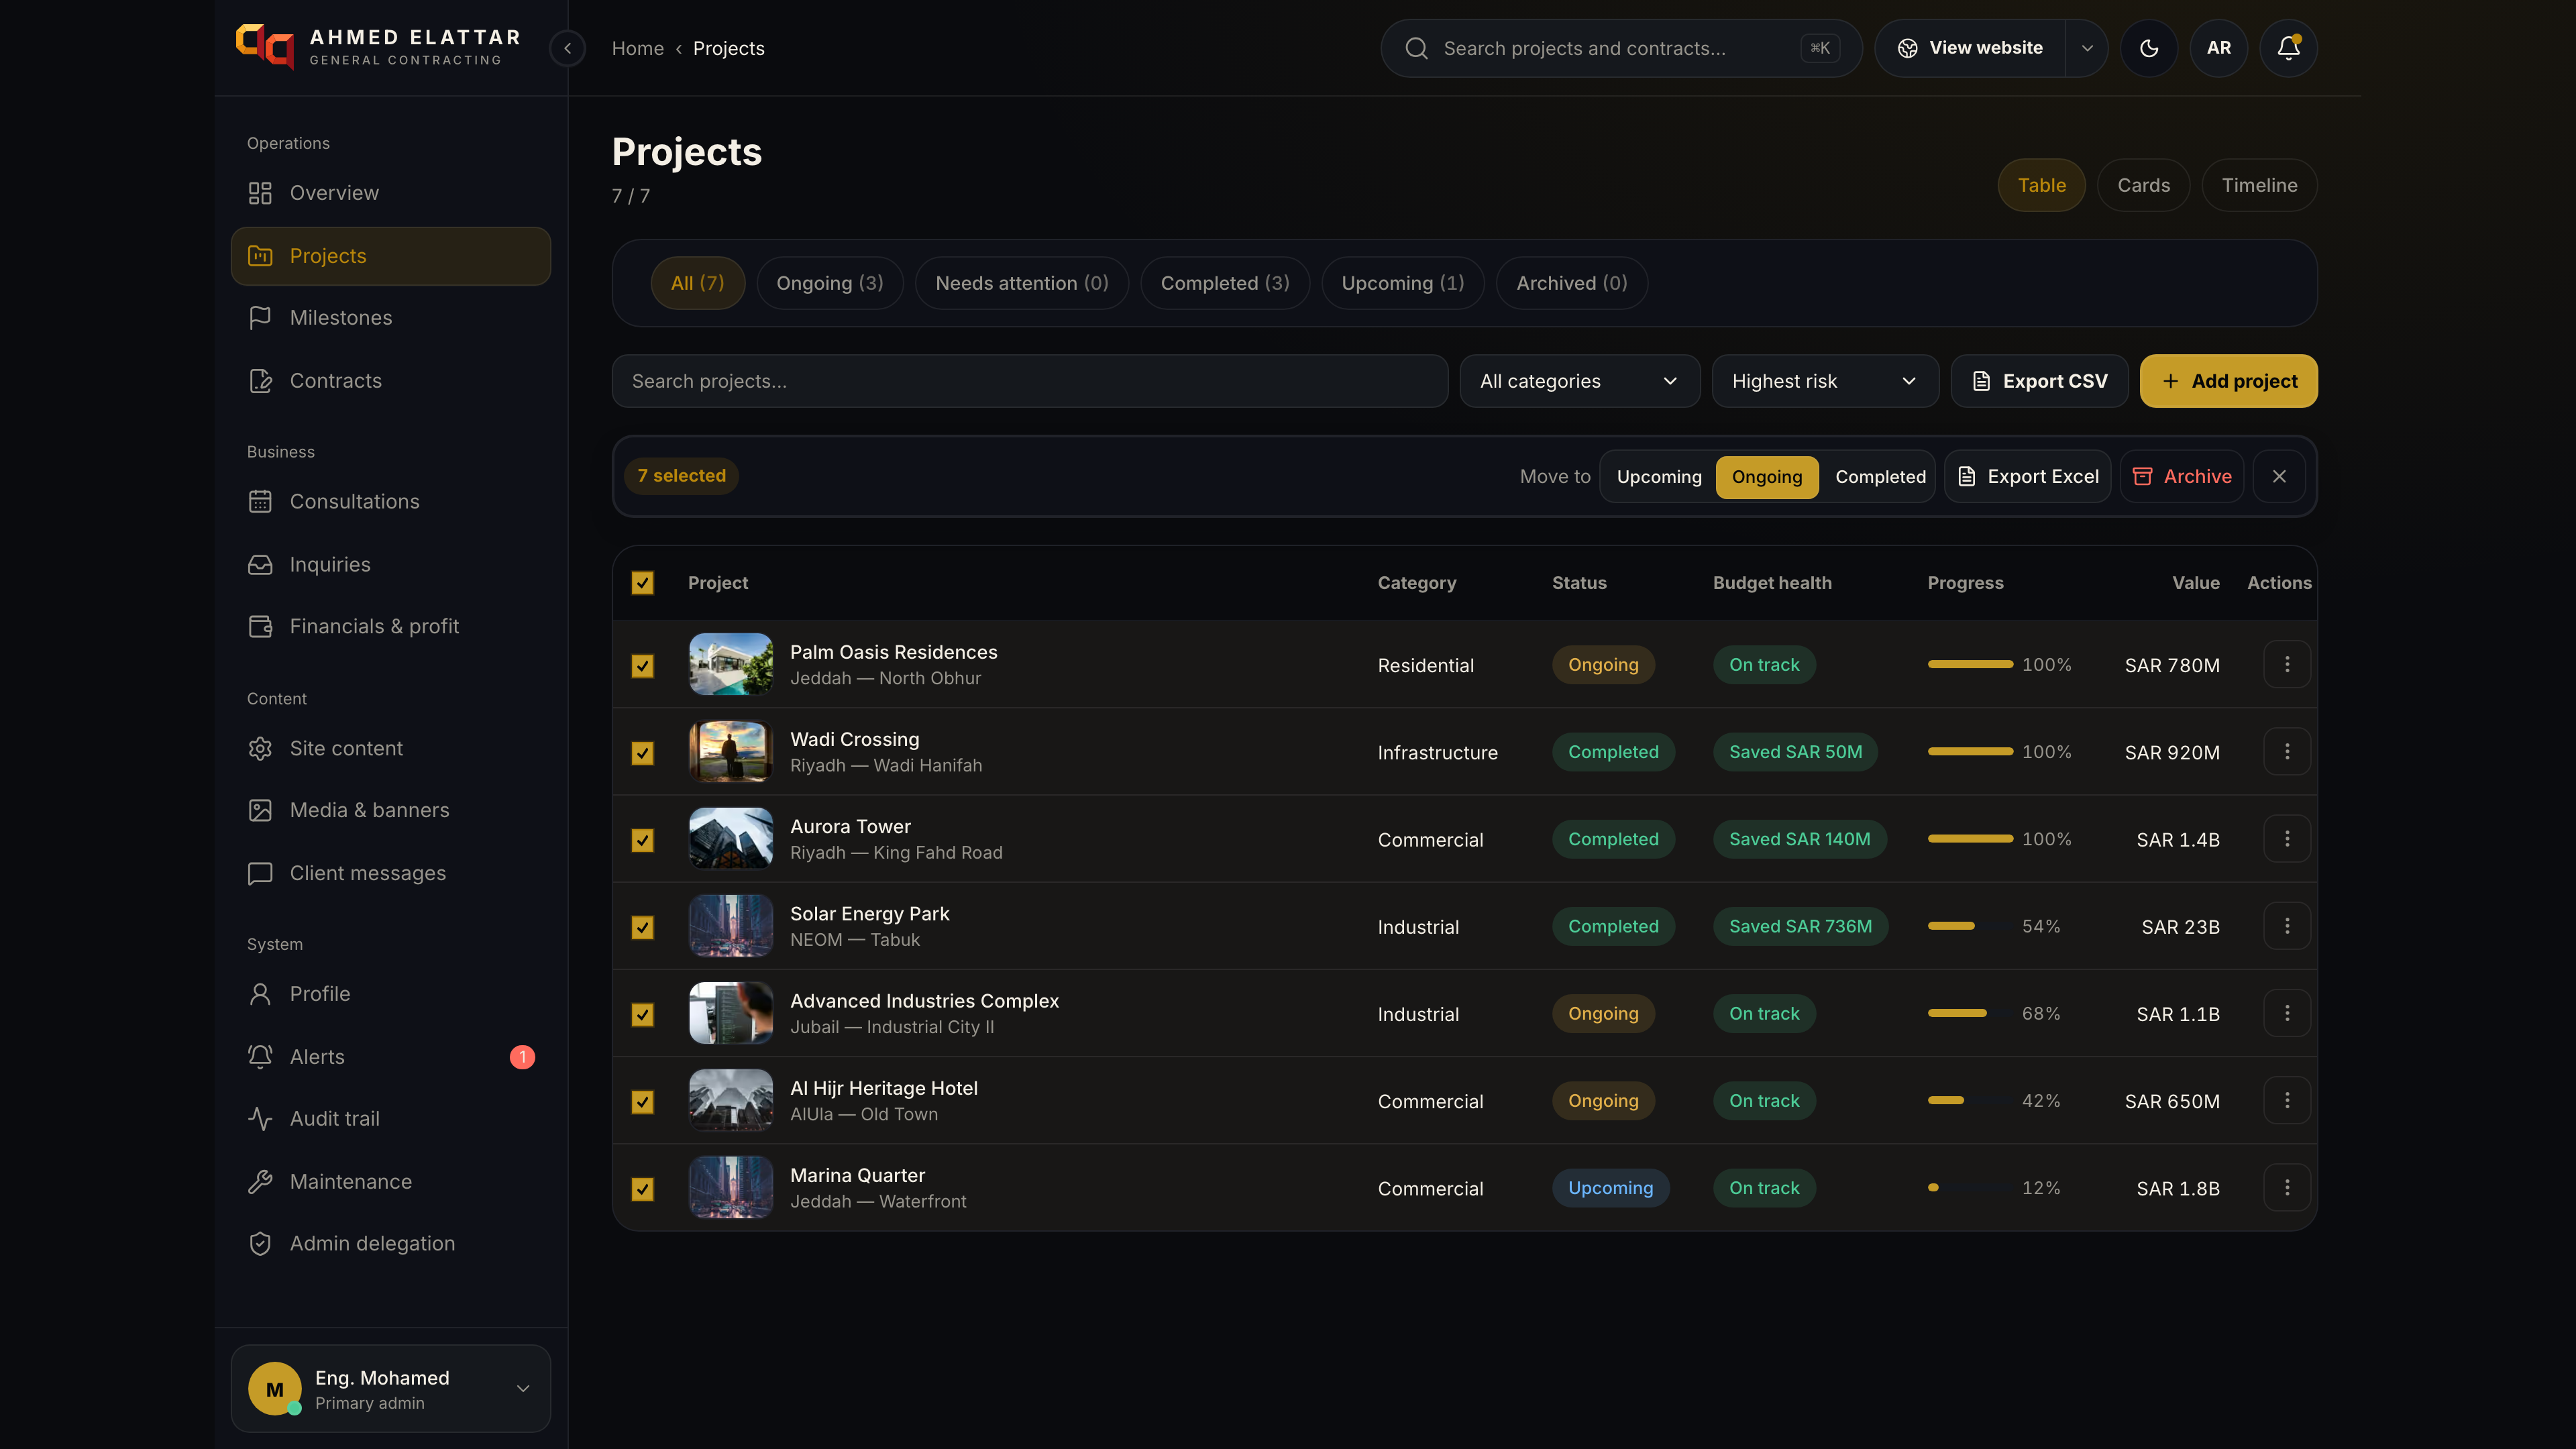 AHMED ELATTAR
GENERAL CONTRACTING
Home ‹ Projects
Search projects and contracts...
⌘K
View website
AR
Operations
Overview
Projects
Milestones
Contracts
Business
Consultations
Inquiries
Financials & profit
Content
Site content
Media & banners
Client messages
System
Profile
Alerts 1
Audit trail
Maintenance
Admin delegation
M
Eng. Mohamed
Primary admin
Projects
7 / 7
Table Cards Timeline
All (7) Ongoing (3) Needs attention (0) Completed (3) Upcoming (1) Archived (0)
Search projects... All categories Highest risk Export CSV + Add project
7 selected Move to Upcoming Ongoing Completed Export Excel Archive
Project Category Status Budget health Progress Value Actions
Palm Oasis Residences
Jeddah — North Obhur
Residential Ongoing On track 100% SAR 780M
Wadi Crossing
Riyadh — Wadi Hanifah
Infrastructure Completed Saved SAR 50M 100% SAR 920M
Aurora Tower
Riyadh — King Fahd Road
Commercial Completed Saved SAR 140M 100% SAR 1.4B
Solar Energy Park
NEOM — Tabuk
Industrial Completed Saved SAR 736M 54% SAR 23B
Advanced Industries Complex
Jubail — Industrial City II
Industrial Ongoing On track 68% SAR 1.1B
Al Hijr Heritage Hotel
AlUla — Old Town
Commercial Ongoing On track 42% SAR 650M
Marina Quarter
Jeddah — Waterfront
Commercial Upcoming On track 12% SAR 1.8B